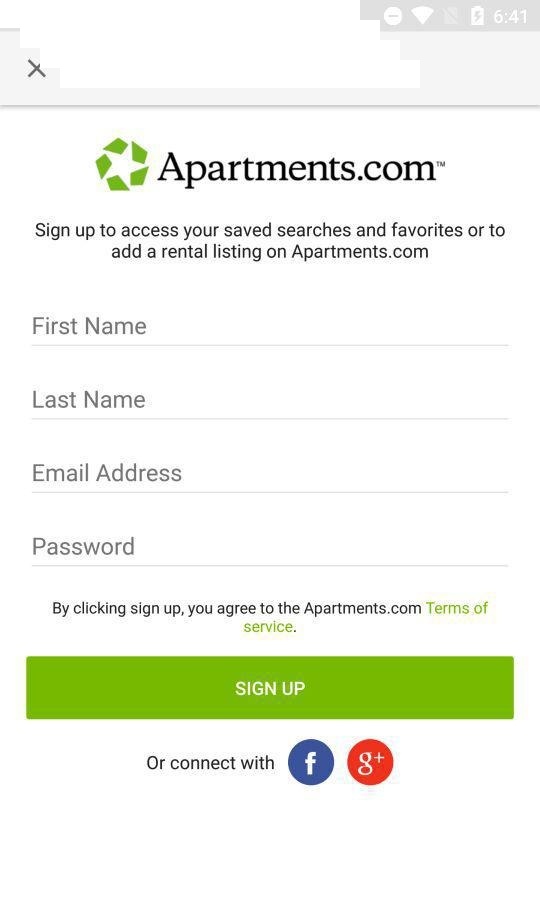 6:41
Apartments.com™
Sign up to access your saved searches and favorites or to
add a rental listing on Apartments.com
First Name
Last Name
Email Address
Password
By clicking sign up, you agree to the Apartments.com Terms of
service.
SIGN UP
Or connect with f g+